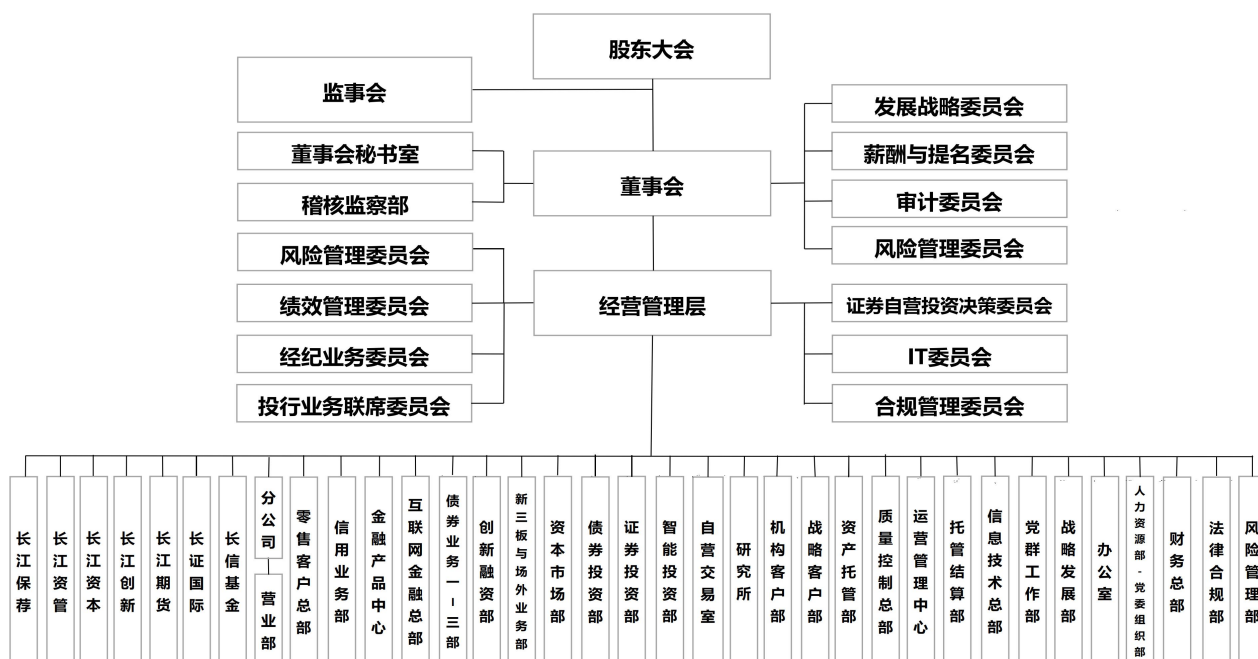 股东大会
监事会
发展战略委员会
董事会秘书室
薪酬与提名委员会
董事会
稽核监察部
审计委员会
风险管理委员会
风险管理委员会
绩效管理委员会
经营管理层
证券自营投资决策委员会
经纪业务委员会
IT委员会
投行业务联席委员会
合规管理委员会
长江保荐
长江资管
长江资本
长江创新
长江期货
长证国际
长信基金
分公司
营业部
零售客户总部
信用业务部
金融产品中心
互联网金融总部
债券业务一-三部
创新融资部
新三板与场外业务部
资本市场部
债券投资部
证券投资部
智能投资部
自营交易室
研究所
机构客户部
战略客户部
资产托管部
质量控制总部
运营管理中心
托管结算部
信息技术总部
党群工作部
战略发展部
办公室
人力资源部-党委组织部
财务总部
法律合规部
风险管理部